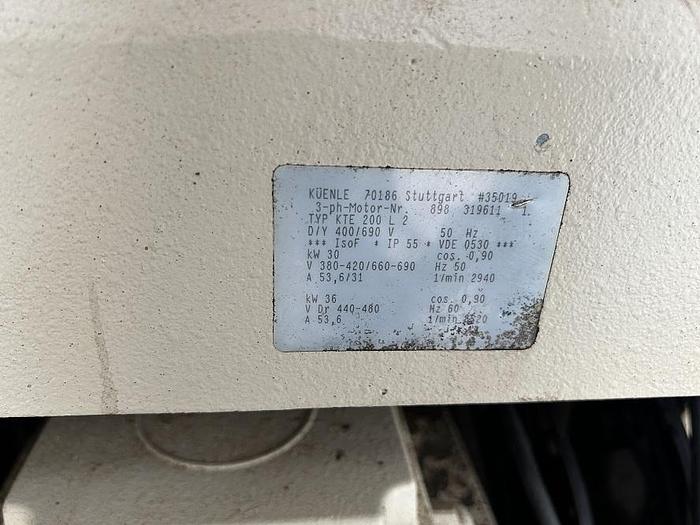 KÜENLE 70186 Stuttgart #35019
3-ph-Motor-Nr. 898 319611 1.
TYP KTE 200 L 2
D/Y 400/690 V 50 Hz
*** IsoF * IP 55 * VDE 0530 ***
kW 30 cos. 0,90
V 380-420/660-690 Hz 50
A 53,6/31 1/min 2940
kW 36 cos. 0,90
V Dr 440-480 Hz 60
A 53,6 1/min